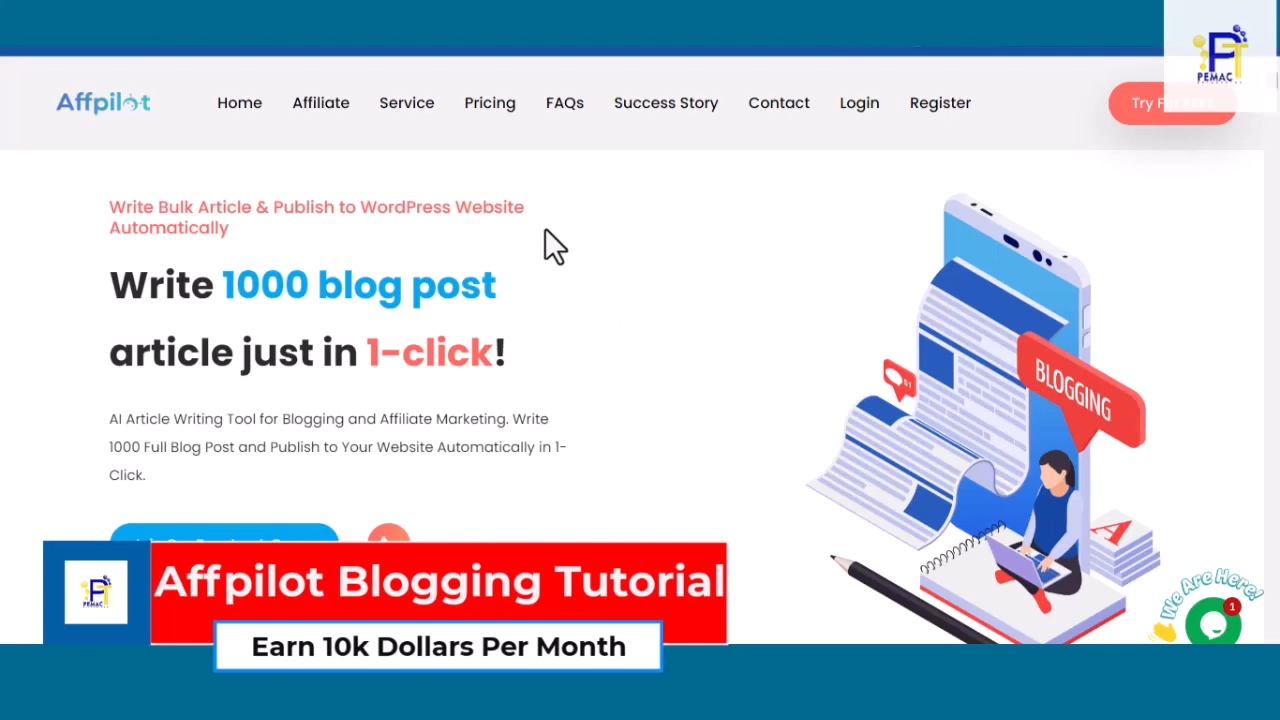 PEMAC
Affpilot
Home Affiliate Service Pricing FAQs Success Story Contact Login Register
Write Bulk Article & Publish to WordPress Website
Automatically
Write 1000 blog post
article just in 1-click!
AI Article Writing Tool for Blogging and Affiliate Marketing. Write
1000 Full Blog Post and Publish to Your Website Automatically in 1-
Click.
BLOGGING
01
A
We Are Here!
1
PEMAC
Affpilot Blogging Tutorial
Earn 10k Dollars Per Month